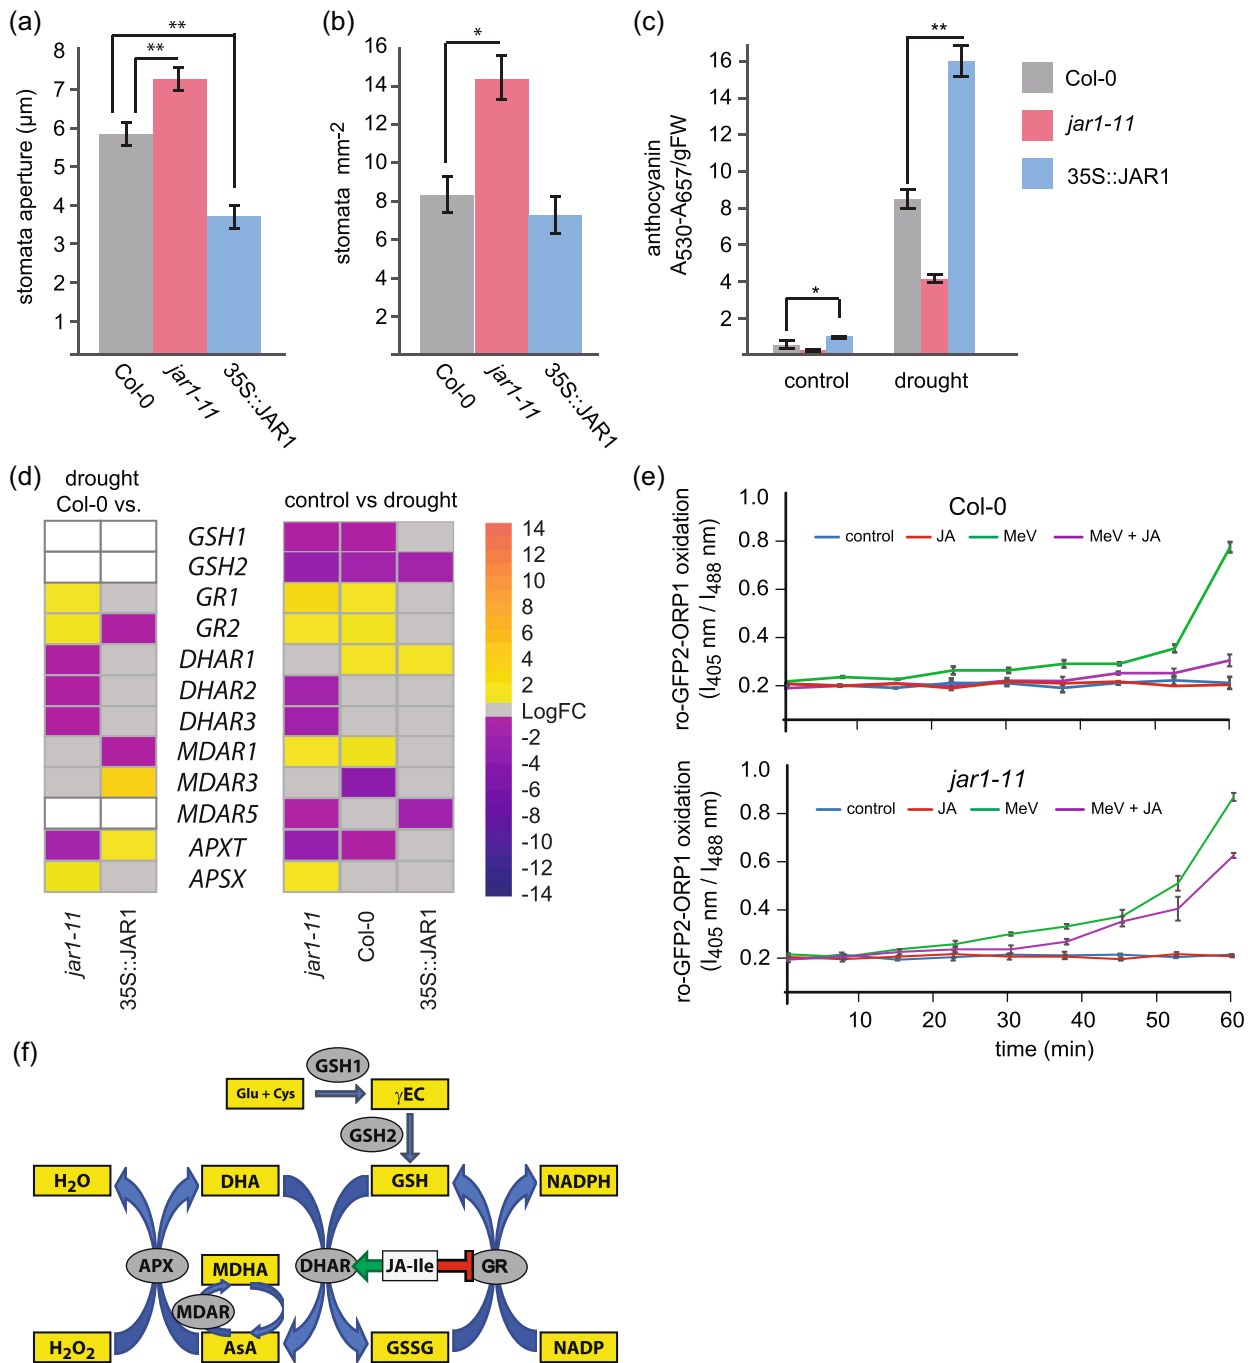 (a)
**
**
8
7
6
5
4
3
2
1
stomata aperture (µm)
Col-0
jar1-11
35S::JAR1
(b)
*
16
14
12
10
8
6
4
2
stomata mm-2
Col-0
jar1-11
35S::JAR1
(c)
**
*
16
14
12
10
8
6
4
2
anthocyanin
A530-A657/gFW
control
drought
Col-0
jar1-11
35S::JAR1
(d)
drought
Col-0 vs.
control vs drought
GSH1
GSH2
GR1
GR2
DHAR1
DHAR2
DHAR3
MDAR1
MDAR3
MDAR5
APXT
APSX
14
12
10
8
6
4
2
LogFC
-2
-4
-6
-8
-10
-12
-14
jar1-11
35S::JAR1
jar1-11
Col-0
35S::JAR1
(e)
Col-0
control JA MeV MeV + JA
1.0
0.8
0.6
0.4
0.2
ro-GFP2-ORP1 oxidation
(I405 nm / I488 nm)
jar1-11
control JA MeV MeV + JA
1.0
0.8
0.6
0.4
0.2
ro-GFP2-ORP1 oxidation
(I405 nm / I488 nm)
10 20 30 40 50 60
time (min)
(f)
GSH1
Glu + Cys
γEC
GSH2
H2O
DHA
GSH
NADPH
APX
MDHA
DHAR
JA-Ile
GR
MDAR
H2O2
AsA
GSSG
NADP